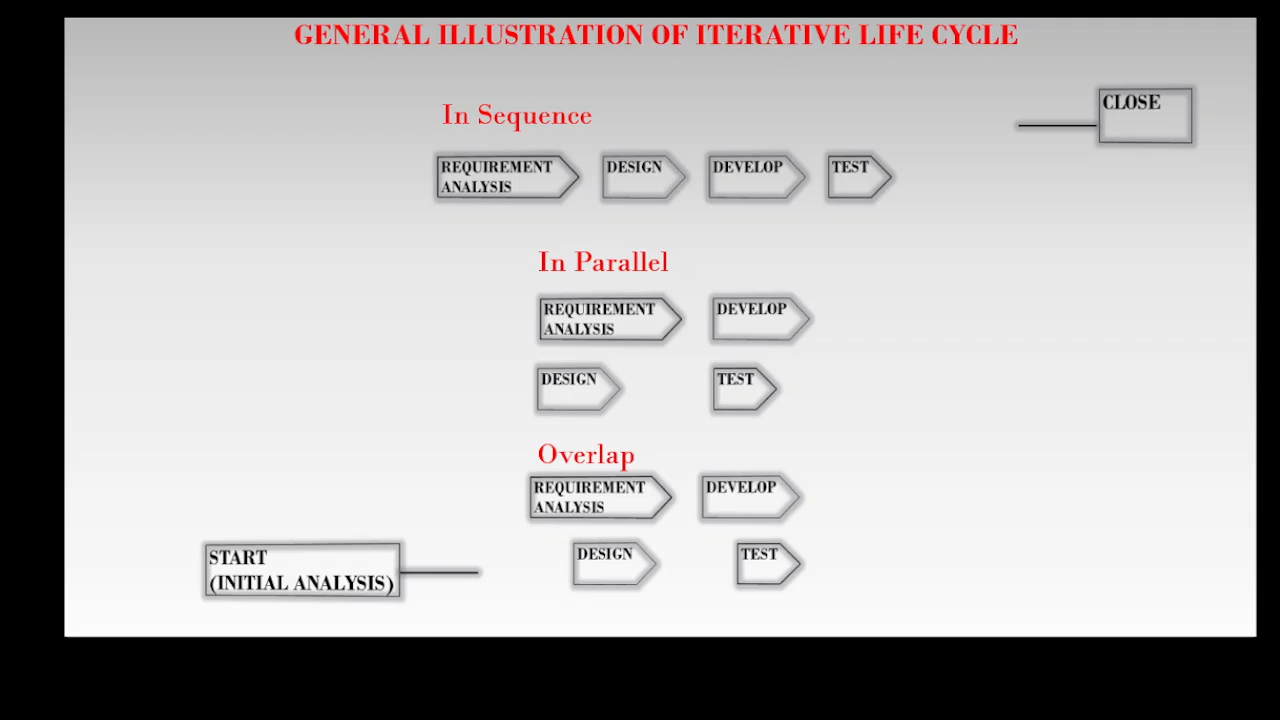 GENERAL ILLUSTRATION OF ITERATIVE LIFE CYCLE
CLOSE
In Sequence
REQUIREMENT
ANALYSIS
DESIGN
DEVELOP
TEST
In Parallel
REQUIREMENT
ANALYSIS
DEVELOP
DESIGN
TEST
Overlap
REQUIREMENT
ANALYSIS
DEVELOP
DESIGN
TEST
START
(INITIAL ANALYSIS)